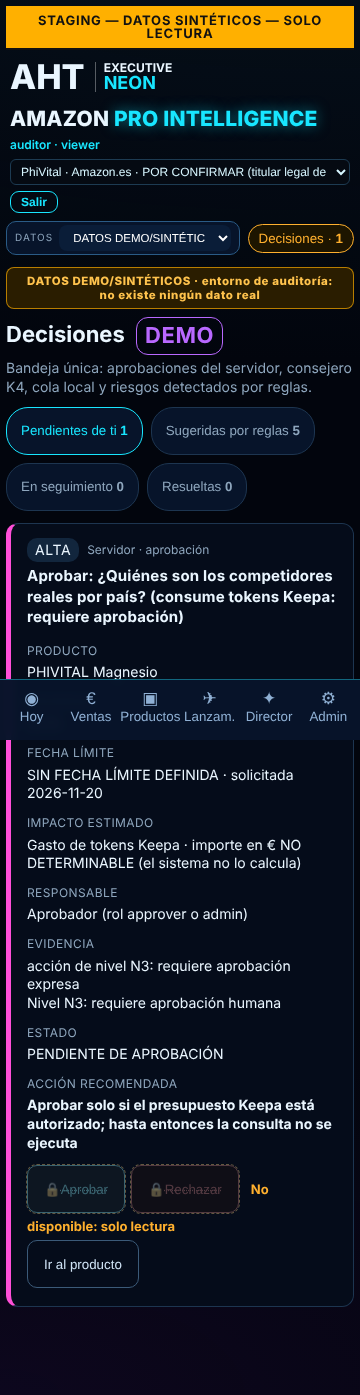 STAGING — DATOS SINTÉTICOS — SOLO
LECTURA
AHT
EXECUTIVE
NEON
AMAZON PRO INTELLIGENCE
auditor · viewer
PhiVital · Amazon.es - POR CONFIRMAR (titular legal de
Salir
DATOS
DATOS DEMO/SINTÉTIC
Decisiones · 1
DATOS DEMO/SINTÉTICOS · entorno de auditoría:
no existe ningún dato real
Decisiones DEMO
Bandeja única: aprobaciones del servidor, consejero
K4, cola local y riesgos detectados por reglas.
Pendientes de ti 1
Sugeridas por reglas 5
En seguimiento 0
Resueltas 0
ALTA Servidor · aprobación
Aprobar: ¿Quiénes son los competidores
reales por país? (consume tokens Keepa:
requiere aprobación)
PRODUCTO
PHIVITAL Magnesio
Hoy
€
Ventas
Productos
Lanzam.
Director
Admin
FECHA LÍMITE
SIN FECHA LÍMITE DEFINIDA · solicitada
2026-11-20
IMPACTO ESTIMADO
Gasto de tokens Keepa · importe en € NO
DETERMINABLE (el sistema no lo calcula)
RESPONSABLE
Aprobador (rol approver o admin)
EVIDENCIA
acción de nivel N3: requiere aprobación
expresa
Nivel N3: requiere aprobación humana
ESTADO
PENDIENTE DE APROBACIÓN
ACCIÓN RECOMENDADA
Aprobar solo si el presupuesto Keepa está
autorizado; hasta entonces la consulta no se
ejecuta
Aprobar
Rechazar
No
disponible: solo lectura
Ir al producto